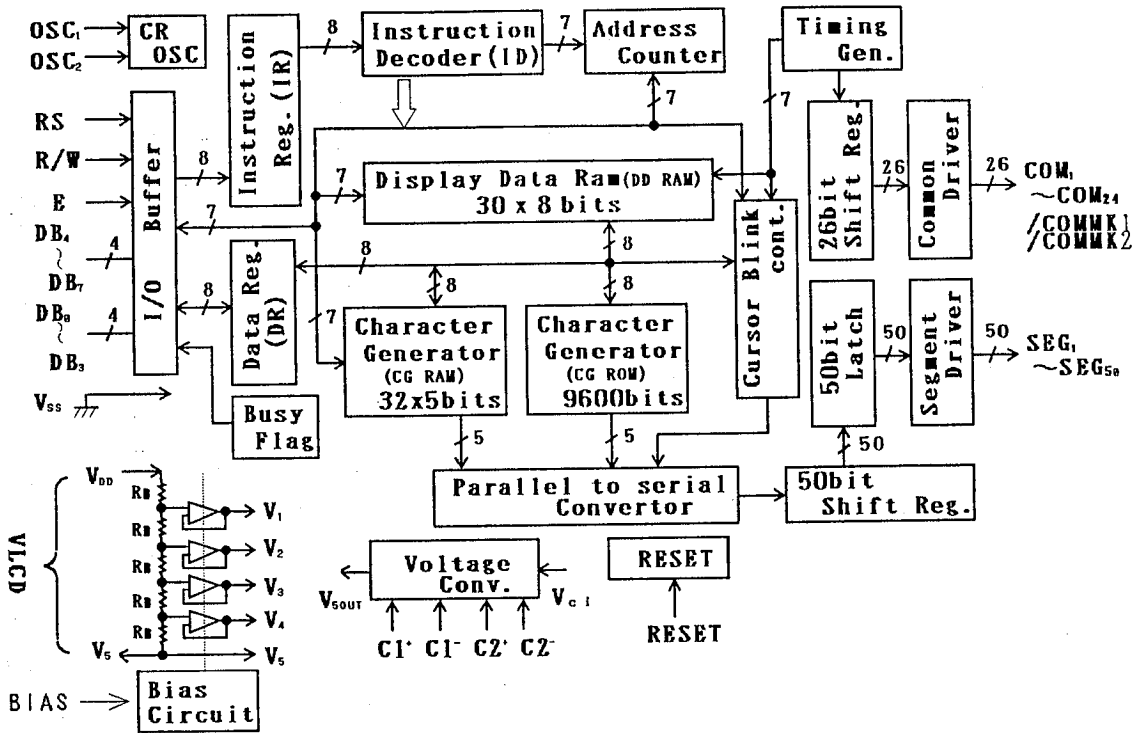 OSC1
OSC2
CR
OSC
RS
R/W
E
DB4
~
DB7
DB0
~
DB3
4
4
I/O Buffer
8
7
8
Vss
Instruction
Reg. (IR)
Data Reg.
(DR)
Busy
Flag
8
Instruction
Decoder(ID)
7
Address
Counter
7
7
Display Data Ram(DD RAM)
30 x 8bits
8
8
7
8
Character
Generator
(CG RAM)
32x5bits
8
Character
Generator
(CG ROM)
9600bits
5
5
Cursor Blink
cont.
Timing
Gen.
7
26bit
Shift Reg.
26
Common
Driver
26
COM1
~COM24
/COMMK1
/COMMK2
50bit
Latch
50
Segment
Driver
50
SEG1
~SEG50
50
50bit
Shift Reg.
Parallel to serial
Convertor
VLCD
VDD
RB
RB
RB
RB
RB
V1
V2
V3
V4
V5
V5
BIAS
Bias
Circuit
Voltage
Conv.
V5OUT
Vci
C1+ C1- C2+ C2-
RESET
RESET